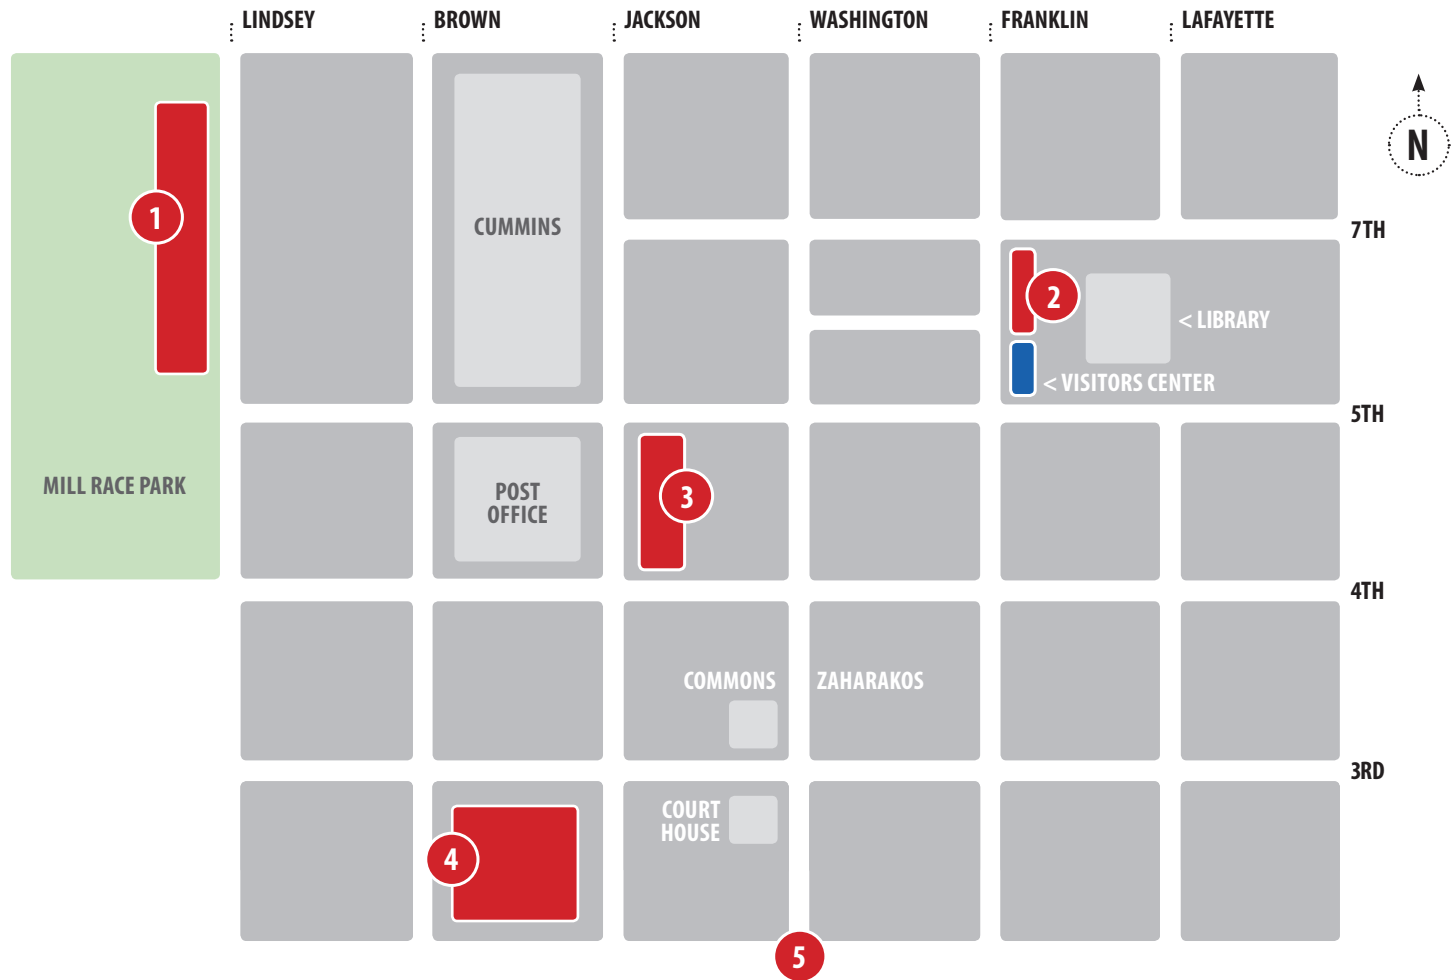 LINDSEY
BROWN
JACKSON
WASHINGTON
FRANKLIN
LAFAYETTE
N
1
CUMMINS
7TH
2
< LIBRARY
< VISITORS CENTER
5TH
MILL RACE PARK
POST
OFFICE
3
4TH
COMMONS
ZAHARAKOS
3RD
COURT
HOUSE
4
5